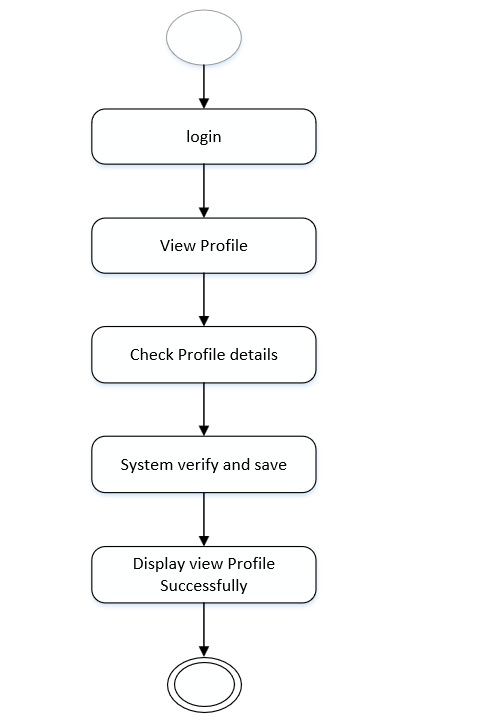 login
View Profile
Check Profile details
System verify and save
Display view Profile
Successfully